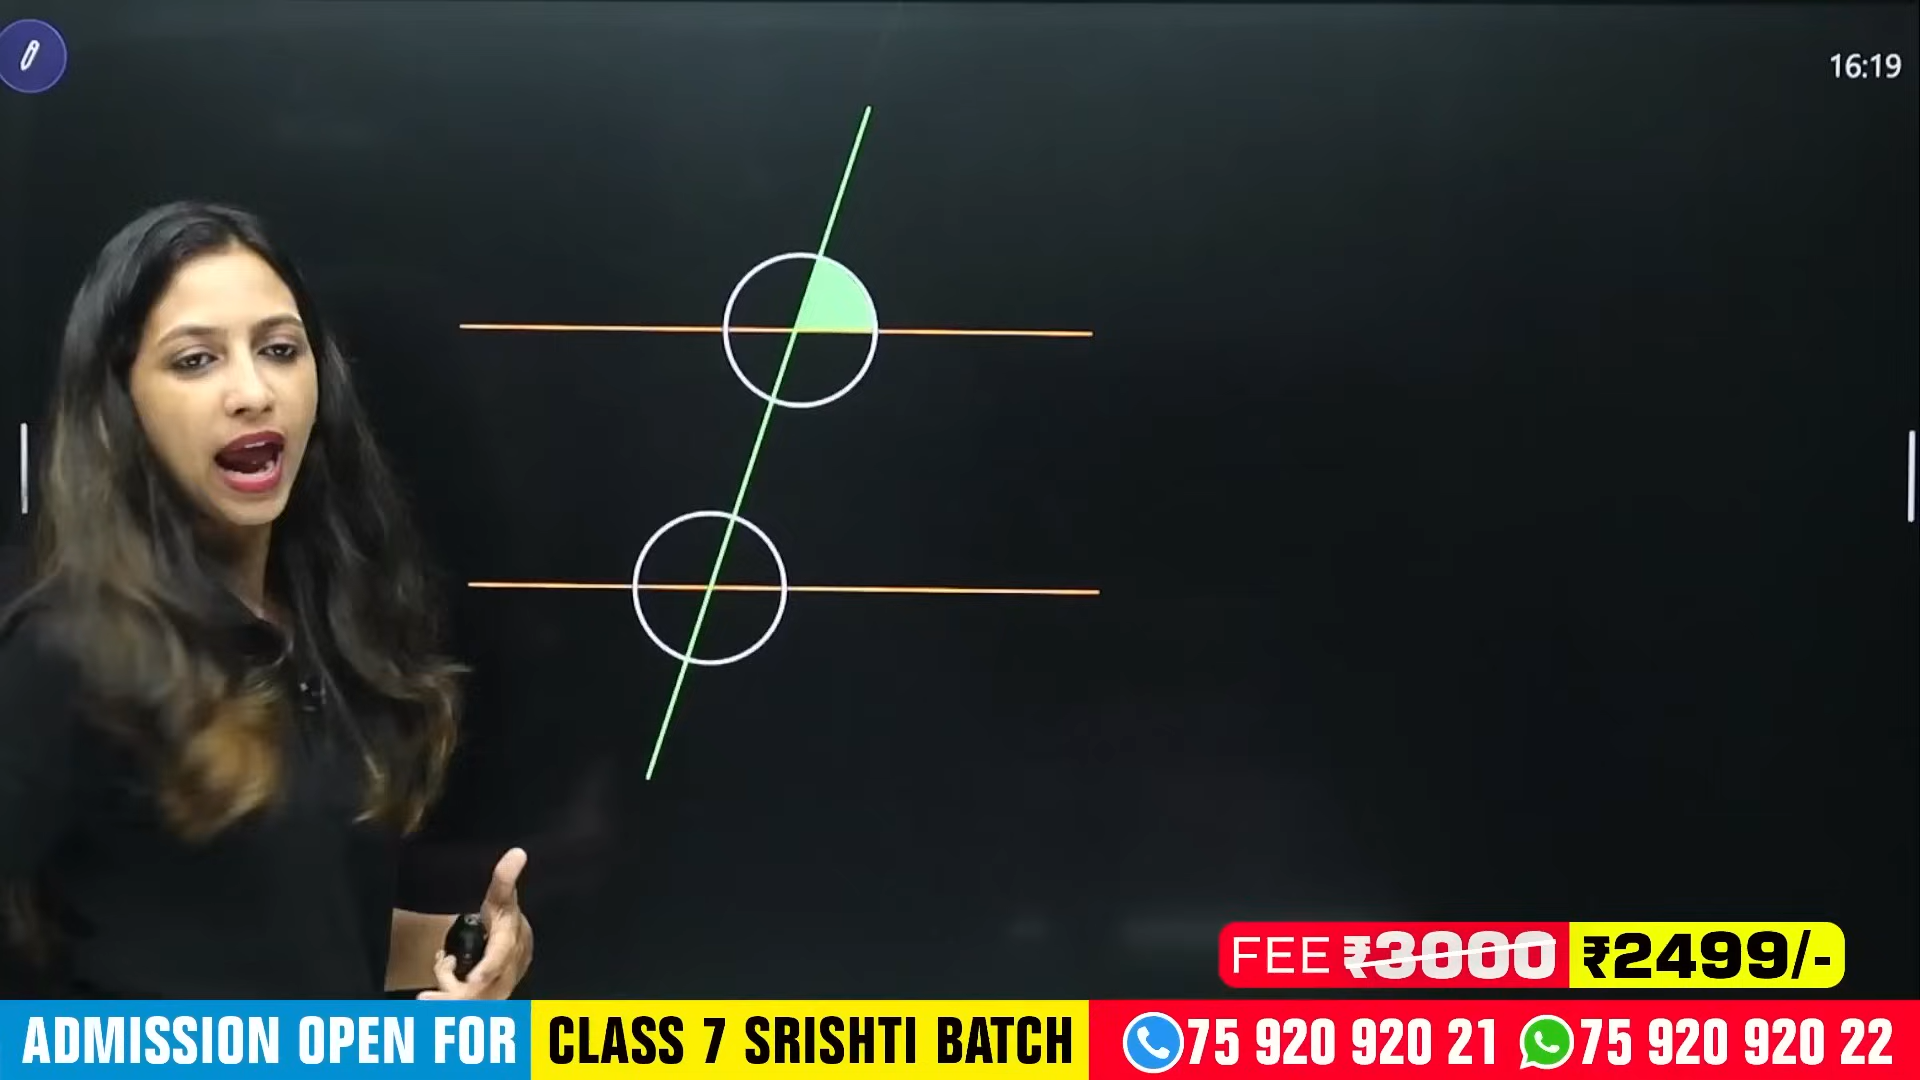 16:19
FEE ₹3000 ₹2499/-
ADMISSION OPEN FOR CLASS 7 SRISHTI BATCH 75 920 920 21 75 920 920 22